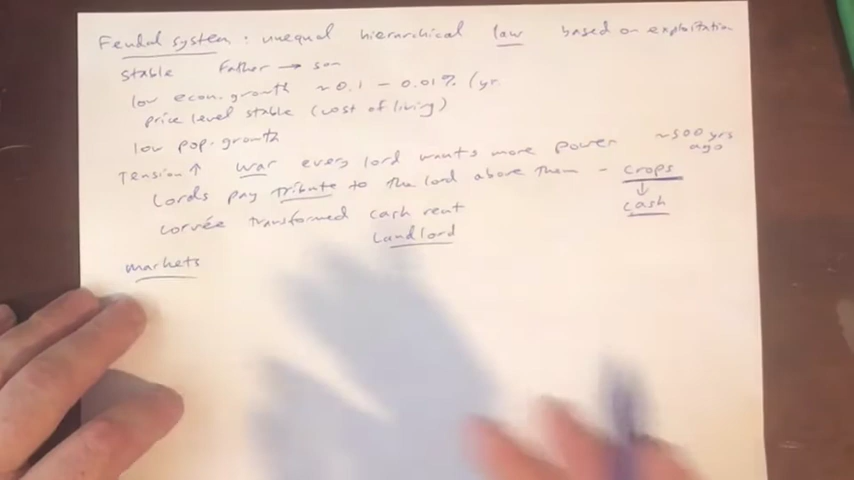 Feudal system : unequal hierarchical law based on exploitation
stable Father → son
low econ. growth ~0.1 - 0.01% /yr.
price level stable (cost of living)
low pop. growth
Tension ↑ war every lord wants more power ~500 yrs ago
Lords pay tribute to the lord above them - crops
↓
corvée transformed cash rent cash
Landlord
markets